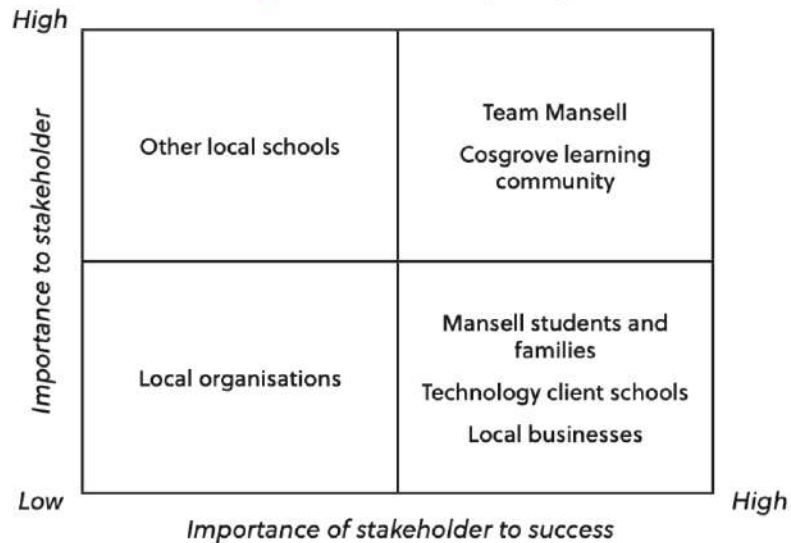 High
Importance to stakeholder
Other local schools
Team Mansell
Cosgrove learning
community
Local organisations
Mansell students and
families
Technology client schools
Local businesses
Low
High
Importance of stakeholder to success